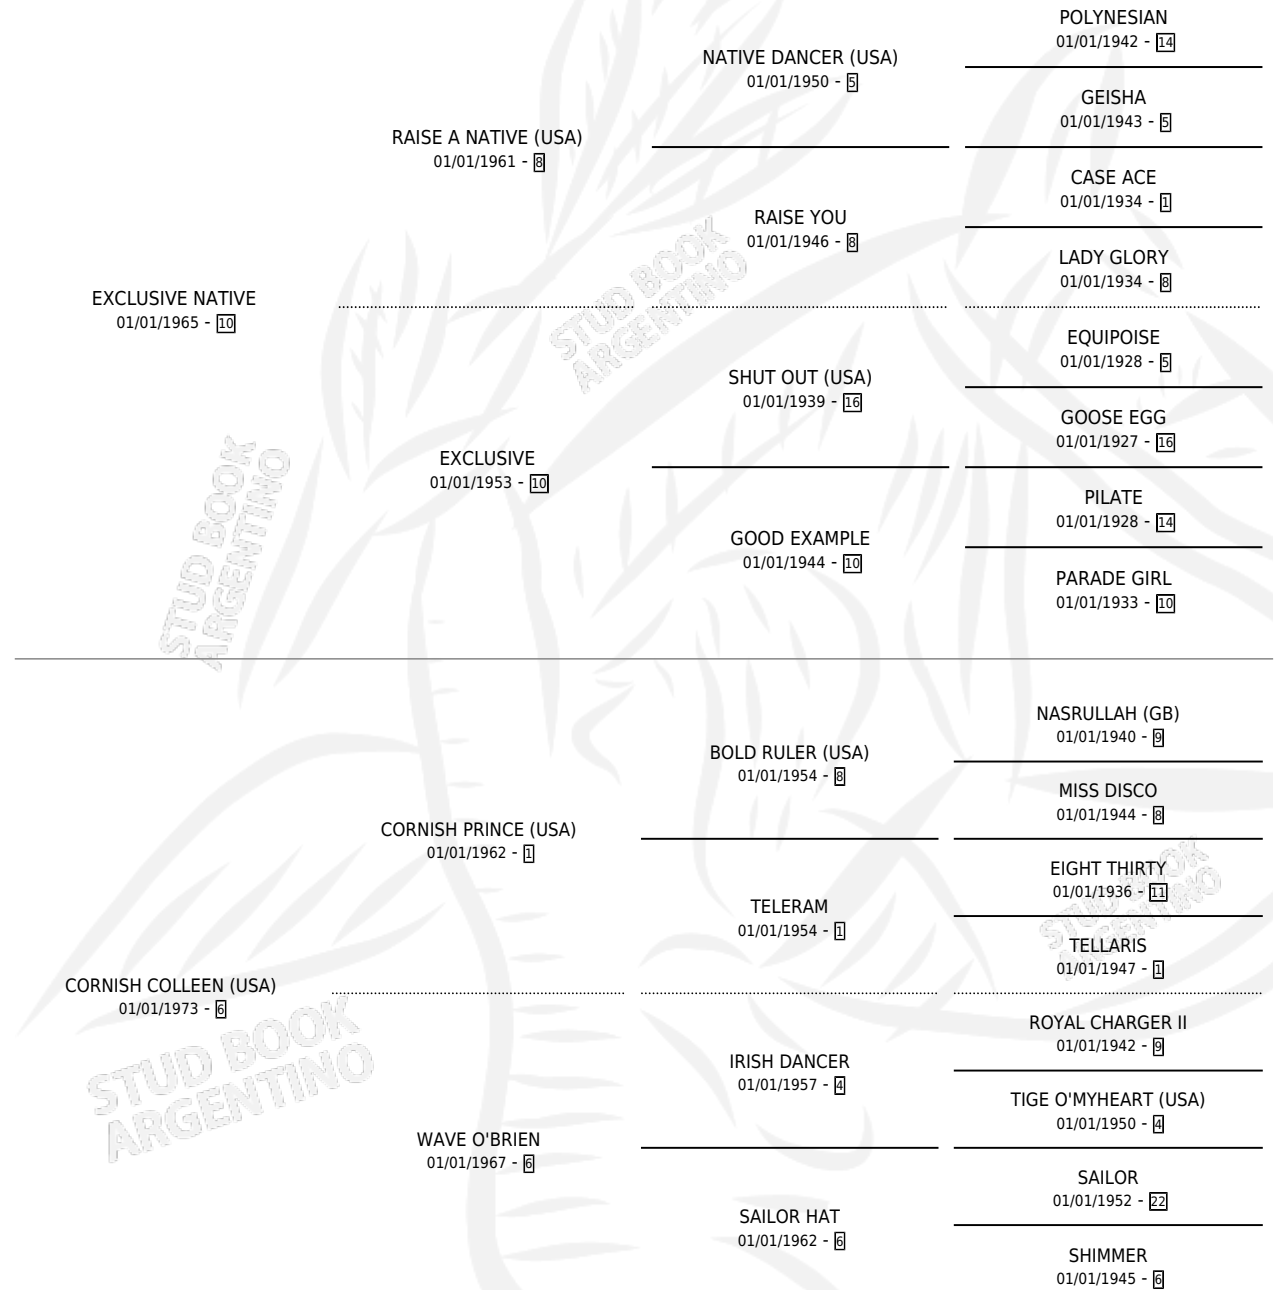 POLYNESIAN
01/01/1942 - 14
NATIVE DANCER (USA)
01/01/1950 - 5
GEISHA
01/01/1943 - 5
RAISE A NATIVE (USA)
01/01/1961 - 8
CASE ACE
01/01/1934 - 1
RAISE YOU
01/01/1946 - 8
LADY GLORY
01/01/1934 - 8
EXCLUSIVE NATIVE
01/01/1965 - 10
STUD BOOK
ARGENTINO
EQUIPOISE
01/01/1928 - 5
SHUT OUT (USA)
01/01/1939 - 16
GOOSE EGG
01/01/1927 - 16
EXCLUSIVE
01/01/1953 - 10
PILATE
01/01/1928 - 14
GOOD EXAMPLE
01/01/1944 - 10
PARADE GIRL
01/01/1933 - 10
STUD BOOK
ARGENTINO
NASRULLAH (GB)
01/01/1940 - 9
BOLD RULER (USA)
01/01/1954 - 8
MISS DISCO
01/01/1944 - 8
CORNISH PRINCE (USA)
01/01/1962 - 1
EIGHT THIRTY
01/01/1936 - 11
TELERAM
01/01/1954 - 1
TELLARIS
01/01/1947 - 1
STUD BOOK
ARGENTINO
CORNISH COLLEEN (USA)
01/01/1973 - 6
STUD BOOK
ARGENTINO
ROYAL CHARGER II
01/01/1942 - 9
IRISH DANCER
01/01/1957 - 4
TIGE O'MYHEART (USA)
01/01/1950 - 4
WAVE O'BRIEN
01/01/1967 - 6
SAILOR
01/01/1952 - 22
SAILOR HAT
01/01/1962 - 6
SHIMMER
01/01/1945 - 6